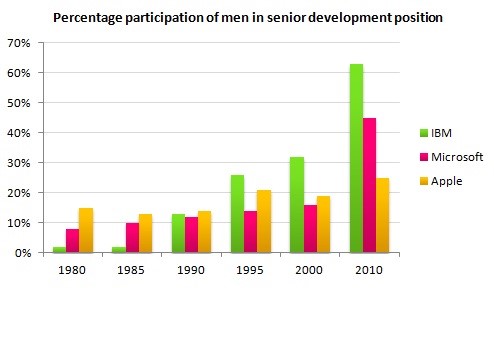 Percentage participation of men in senior development position
70%
60%
50%
40%
30%
20%
10%
0%
1980 1985 1990 1995 2000 2010
IBM
Microsoft
Apple